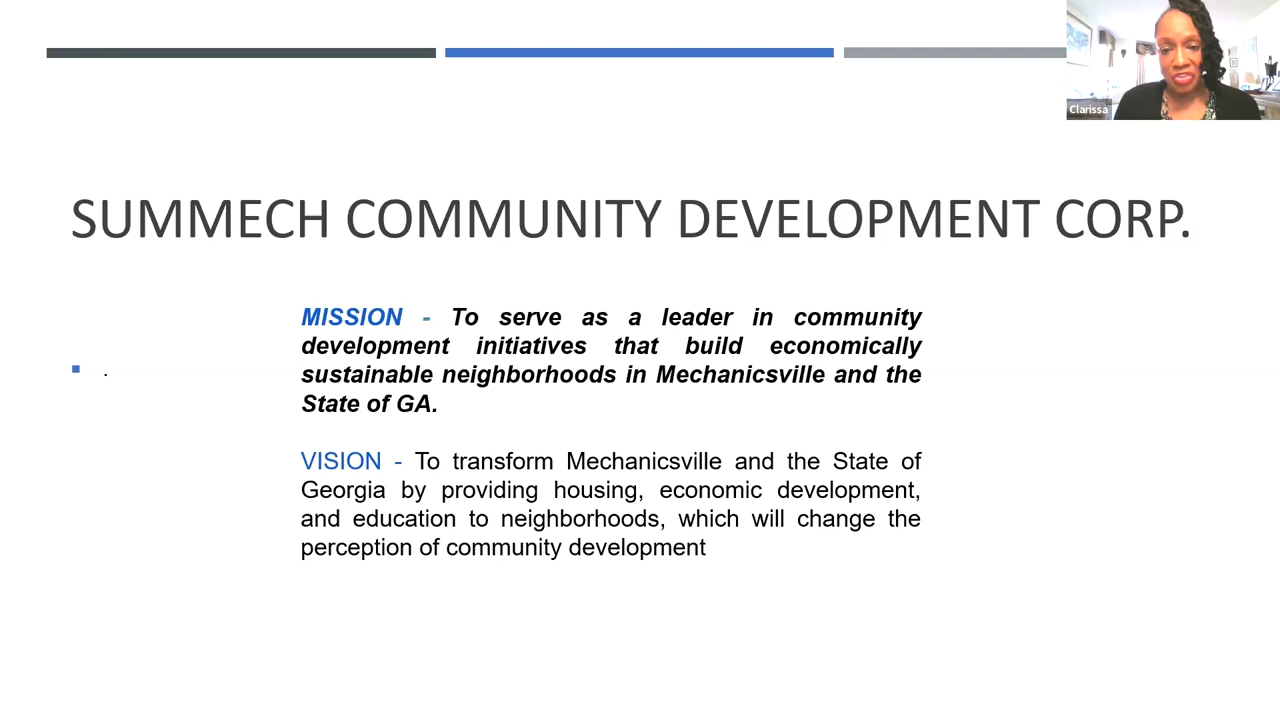 Clarissa
SUMMECH COMMUNITY DEVELOPMENT CORP.
MISSION - To serve as a leader in community
development initiatives that build economically
sustainable neighborhoods in Mechanicsville and the
State of GA.
.
VISION - To transform Mechanicsville and the State of
Georgia by providing housing, economic development,
and education to neighborhoods, which will change the
perception of community development